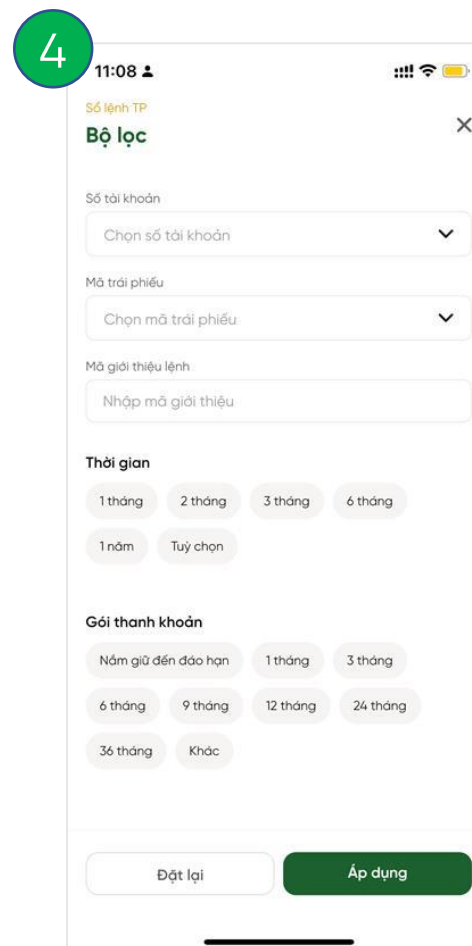 4
11:08
Sổ lệnh TP
Bộ lọc
Số tài khoản
Chọn số tài khoản
Mã trái phiếu
Chọn mã trái phiếu
Mã giới thiệu lệnh
Nhập mã giới thiệu
Thời gian
1 tháng 2 tháng 3 tháng 6 tháng
1 năm Tuỳ chọn
Gói thanh khoản
Nắm giữ đến đáo hạn 1 tháng 3 tháng
6 tháng 9 tháng 12 tháng 24 tháng
36 tháng Khác
Đặt lại Áp dụng